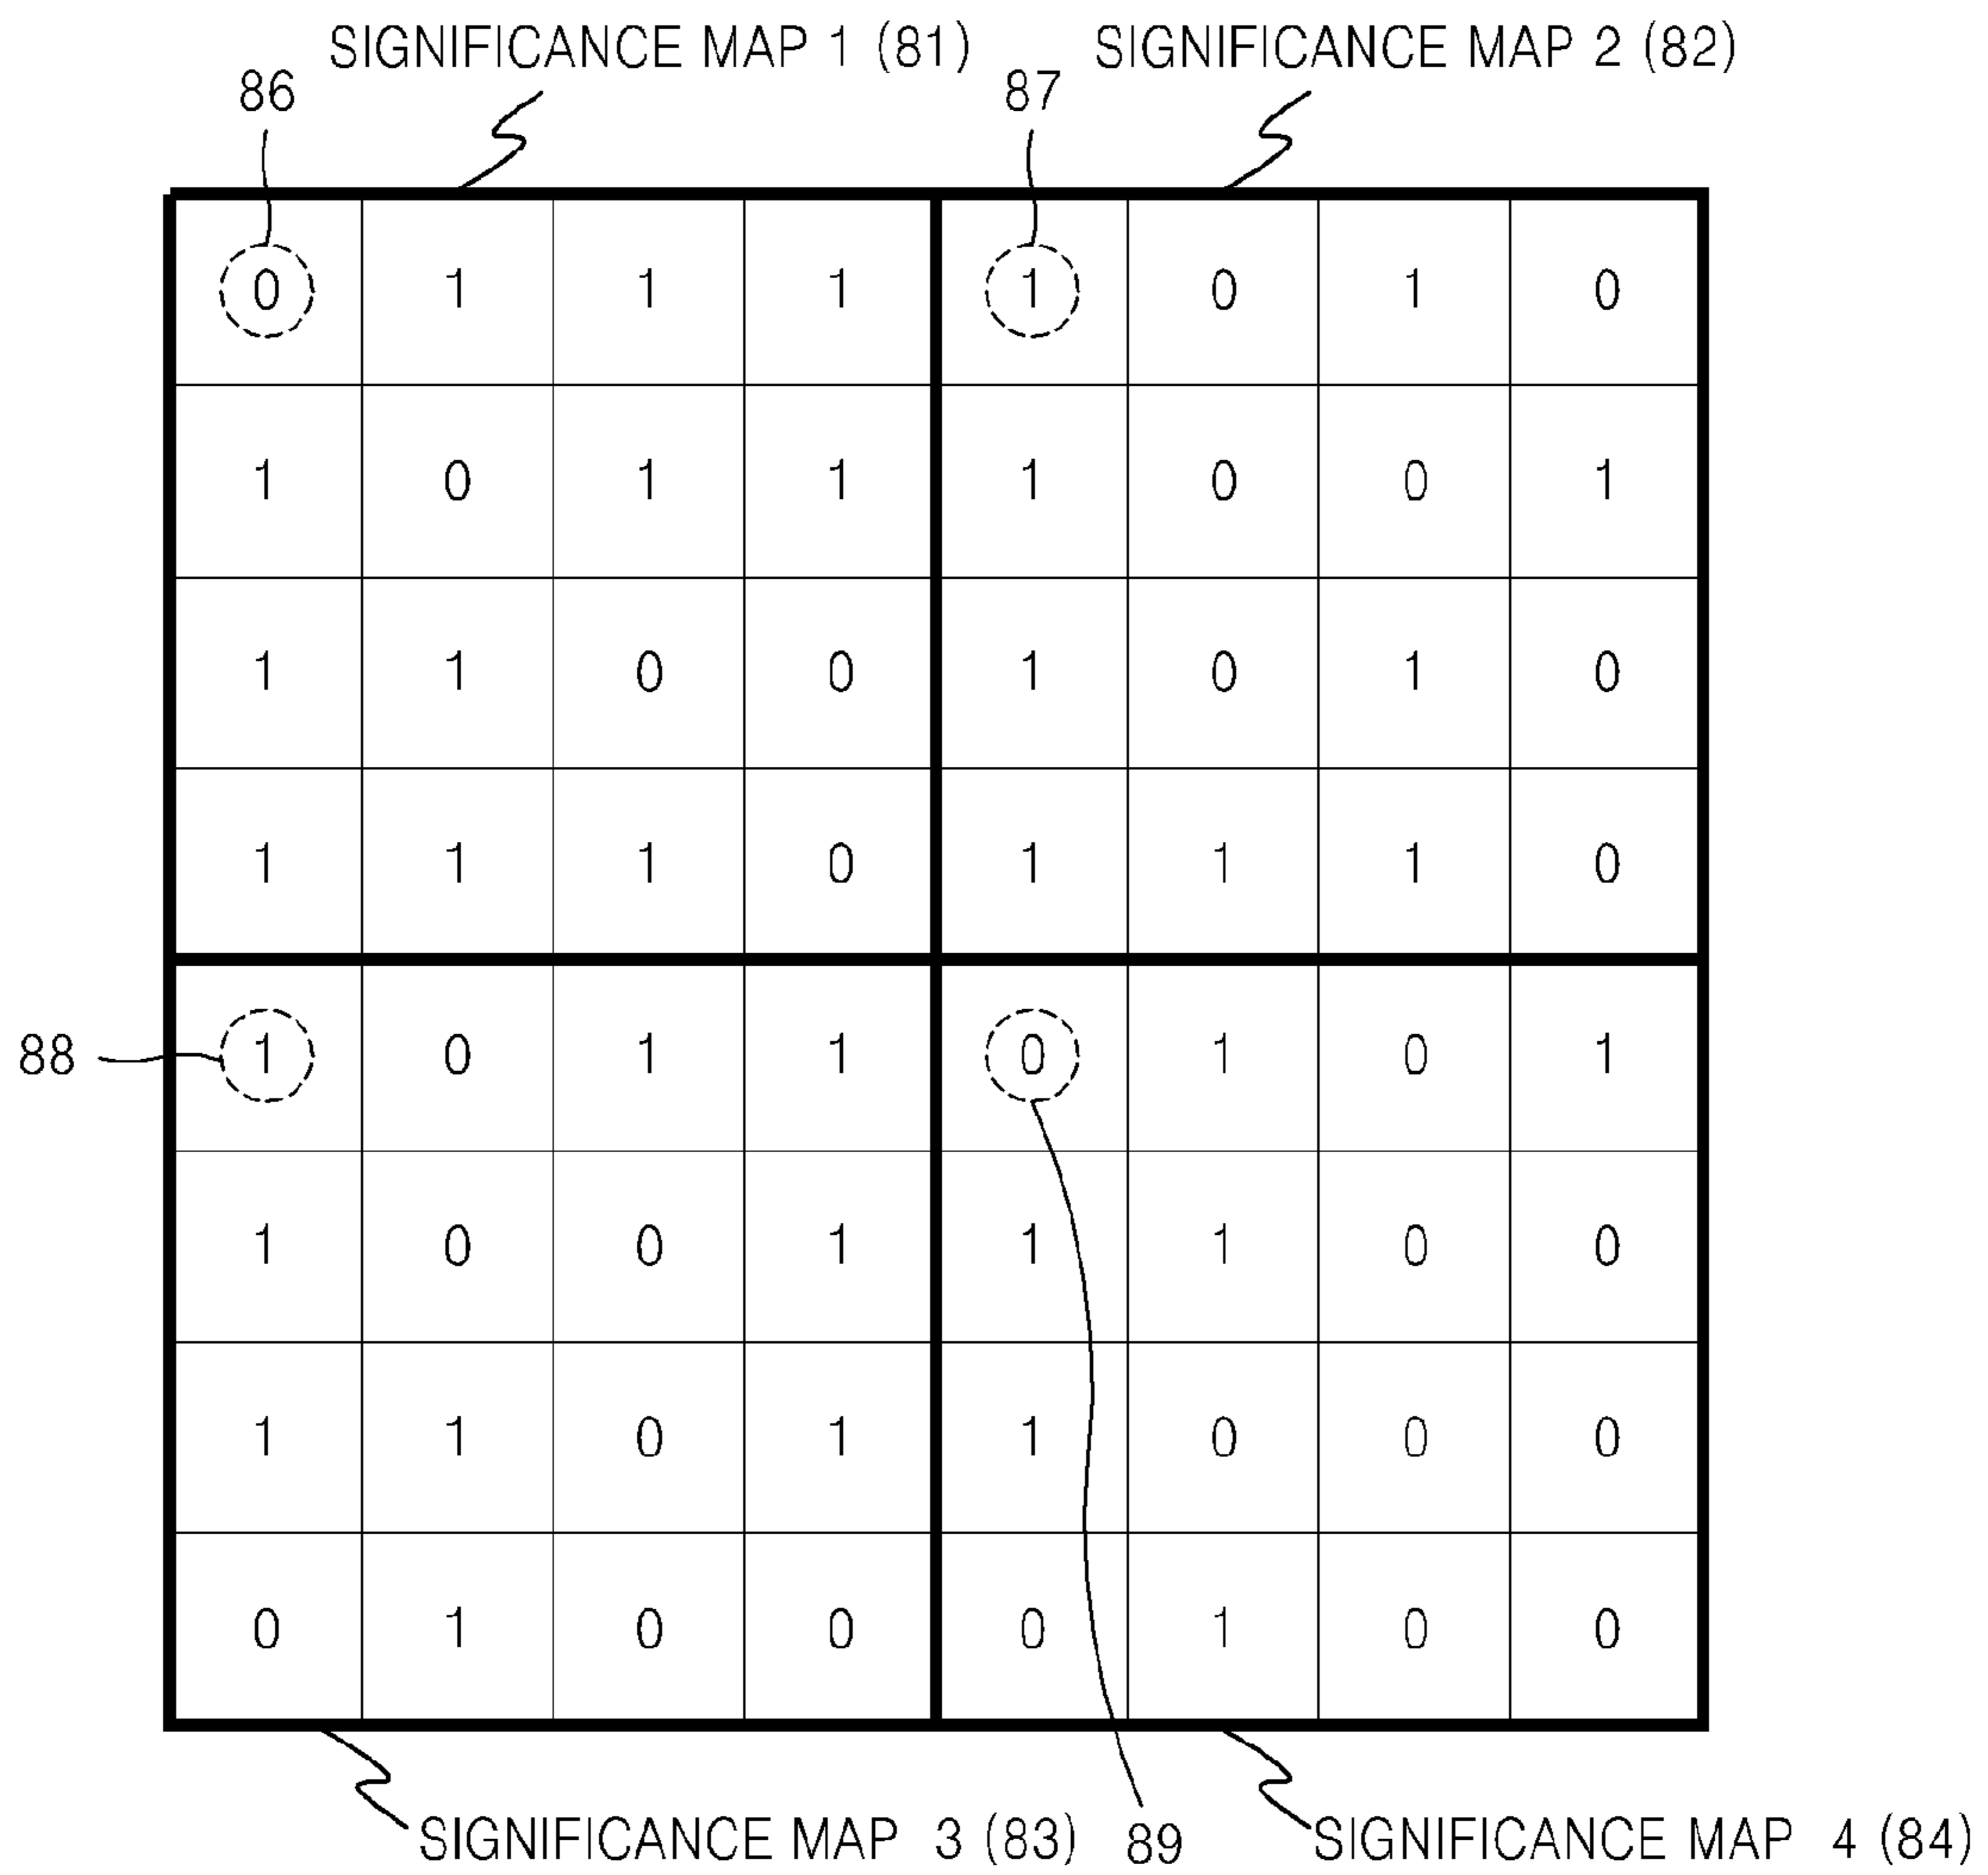 SIGNIFICANCE MAP 1 (81) SIGNIFICANCE MAP 2 (82)
86 87
0 1 1 1 1 0 1 0
1 0 1 1 1 0 0 1
1 1 0 0 1 0 1 0
1 1 1 0 1 1 1 0
88 1 0 1 1 0 1 0 1
1 0 0 1 1 1 0 0
1 1 0 1 1 0 0 0
0 1 0 0 0 1 0 0
SIGNIFICANCE MAP 3 (83) 89 SIGNIFICANCE MAP 4 (84)